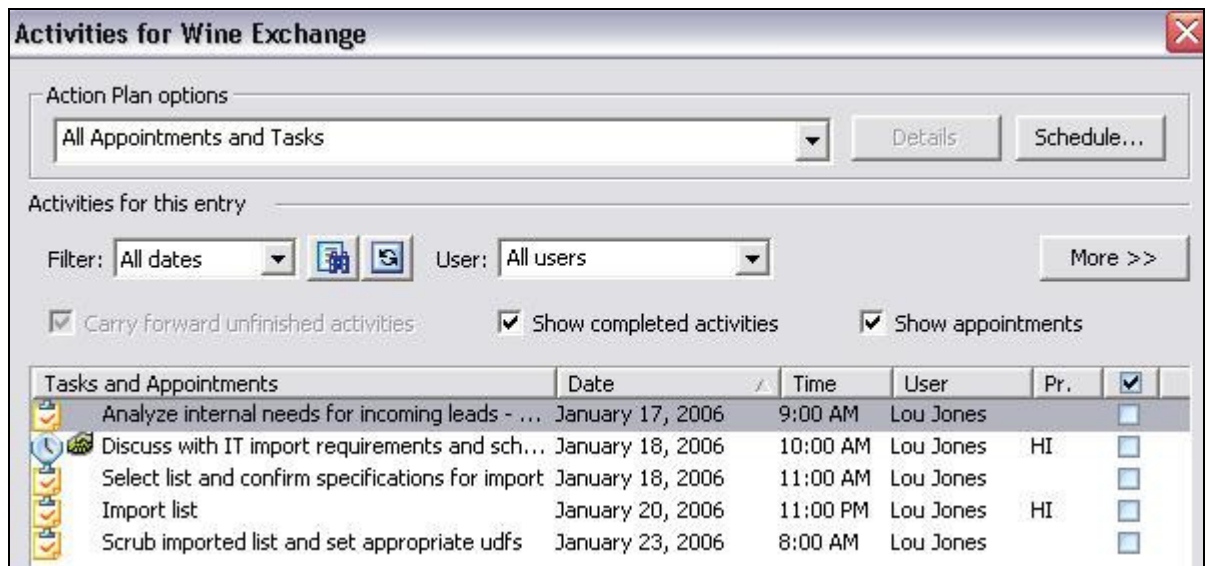 Activities for Wine Exchange
Action Plan options
All Appointments and Tasks Details Schedule...
Activities for this entry
Filter: All dates User: All users More >>
Carry forward unfinished activities Show completed activities Show appointments
Tasks and Appointments Date Time User Pr.
Analyze internal needs for incoming leads - ... January 17, 2006 9:00 AM Lou Jones
Discuss with IT import requirements and sch... January 18, 2006 10:00 AM Lou Jones HI
Select list and confirm specifications for import January 18, 2006 11:00 AM Lou Jones
Import list January 20, 2006 11:00 PM Lou Jones HI
Scrub imported list and set appropriate udfs January 23, 2006 8:00 AM Lou Jones